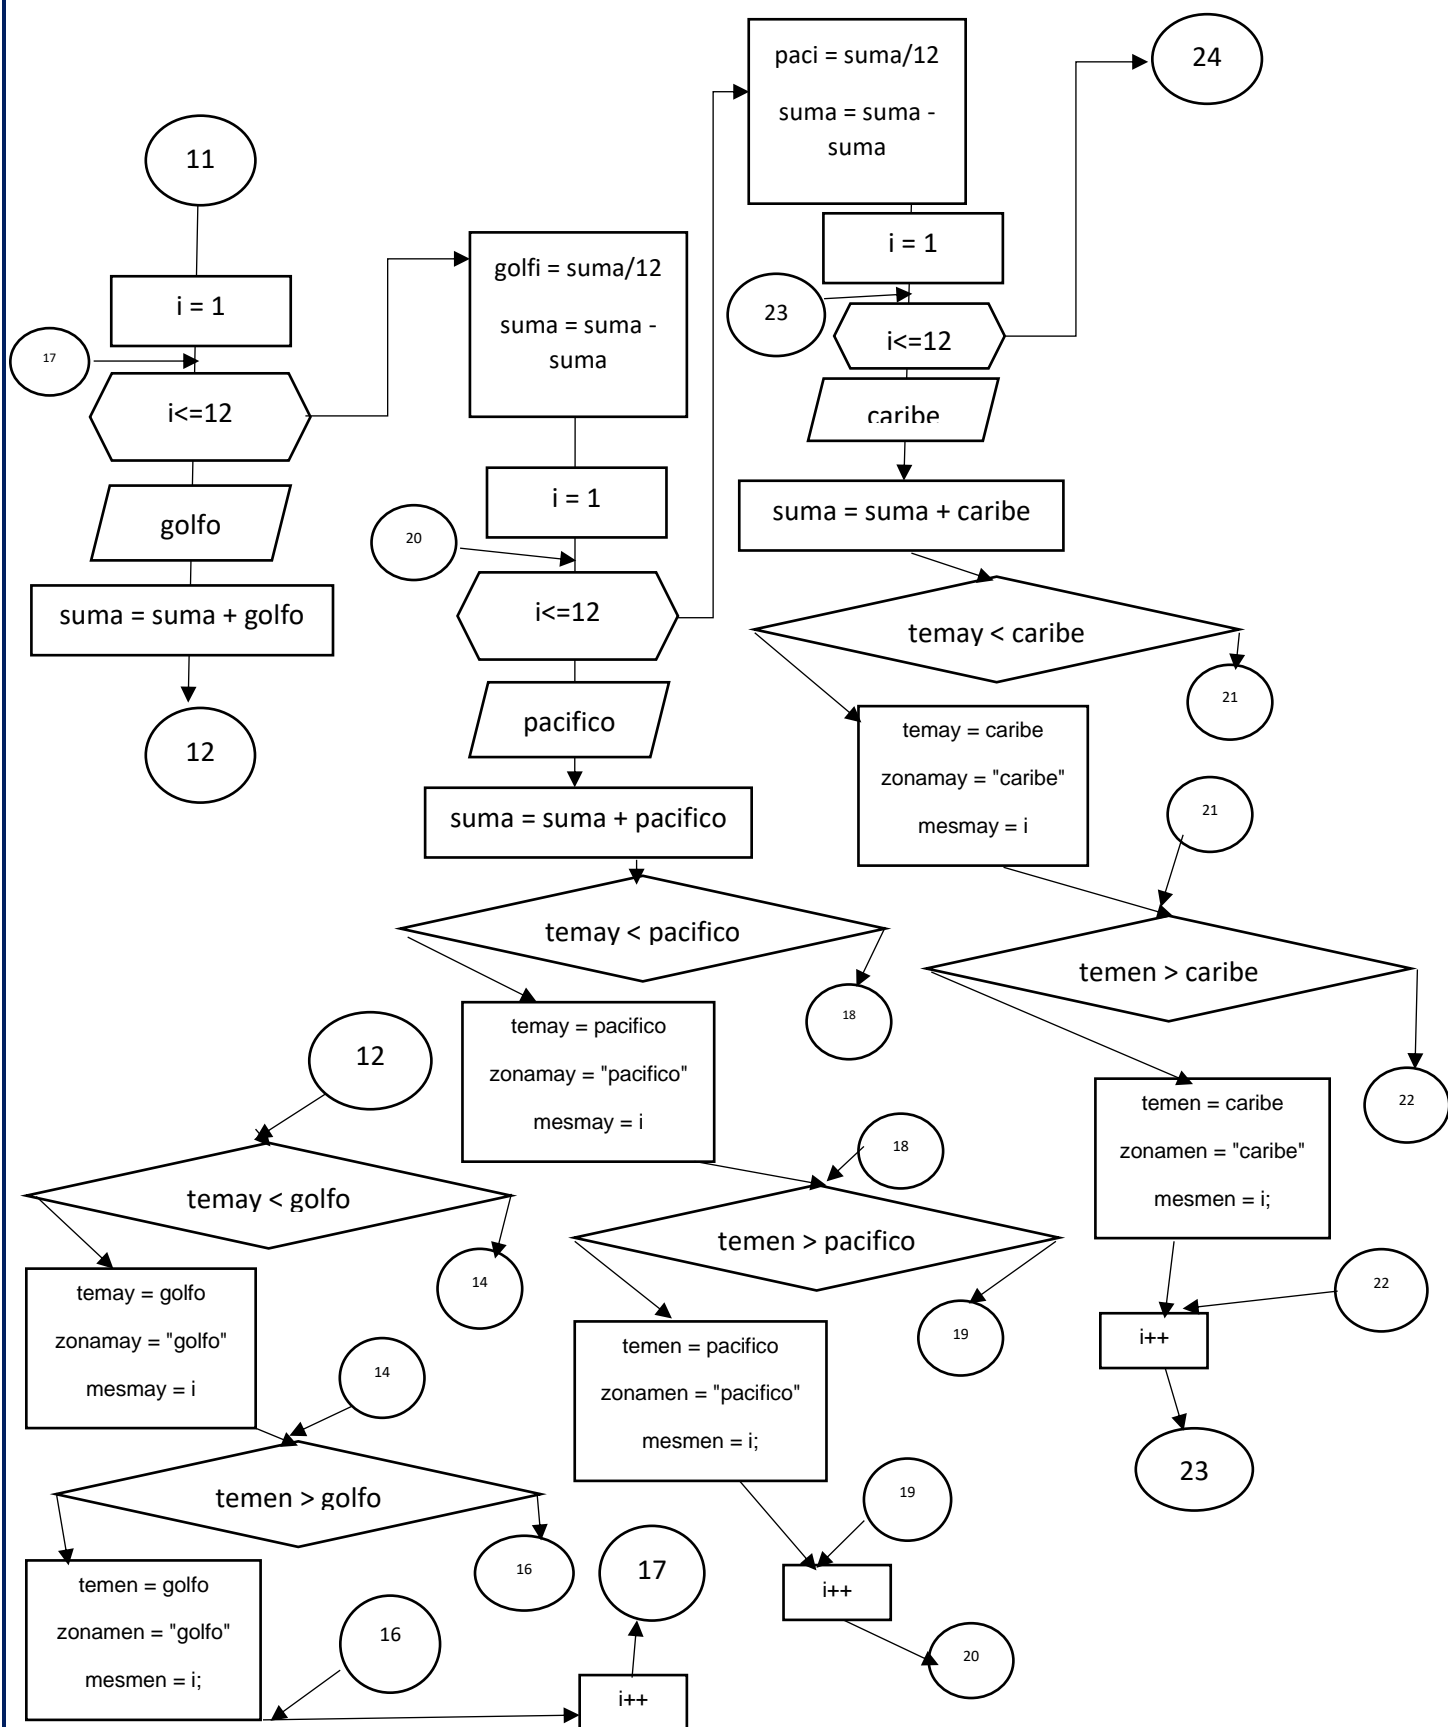 11
i = 1
17
i<=12
golfo
suma = suma + golfo
12
12
temay < golfo
14
temay = golfo
zonamay = "golfo"
mesmay = i
14
temen > golfo
16
temen = golfo
zonamen = "golfo"
mesmen = i;
16
i++
17
golfi = suma/12
suma = suma -
suma
i = 1
20
i<=12
pacifico
suma = suma + pacifico
temay < pacifico
18
temay = pacifico
zonamay = "pacifico"
mesmay = i
18
temen > pacifico
19
temen = pacifico
zonamen = "pacifico"
mesmen = i;
19
i++
20
paci = suma/12
suma = suma -
suma
i = 1
23
i<=12
24
caribe
suma = suma + caribe
temay < caribe
21
temay = caribe
zonamay = "caribe"
mesmay = i
21
temen > caribe
22
temen = caribe
zonamen = "caribe"
mesmen = i;
22
i++
23